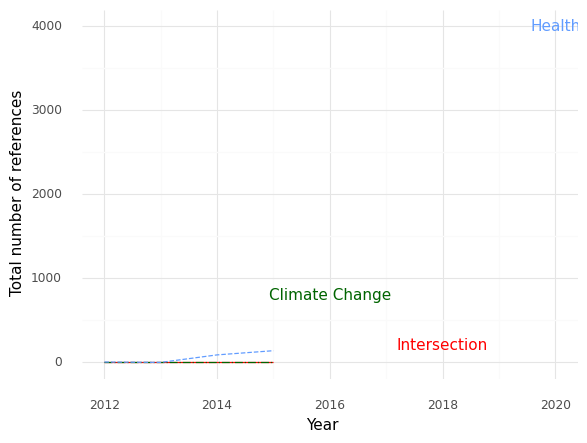 4000
Health
3000
2000
1000
0
Total number of references
Climate Change
Intersection
2012 2014 2016 2018 2020
Year